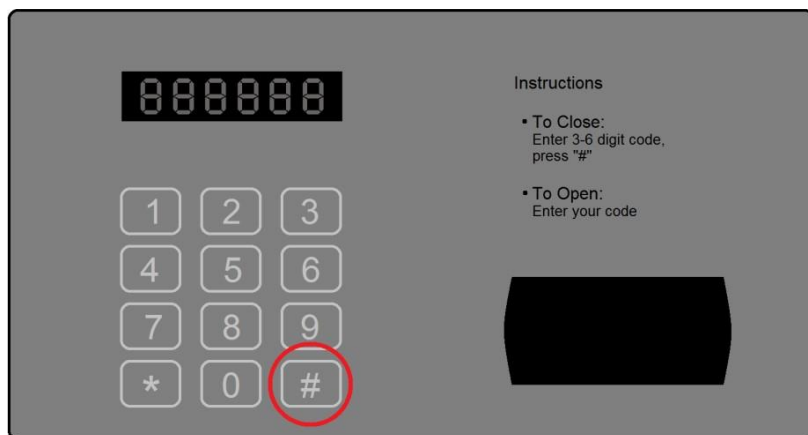 888888
Instructions
• To Close:
Enter 3-6 digit code,
press "#"
• To Open:
Enter your code
1 2 3
4 5 6
7 8 9
* 0 #